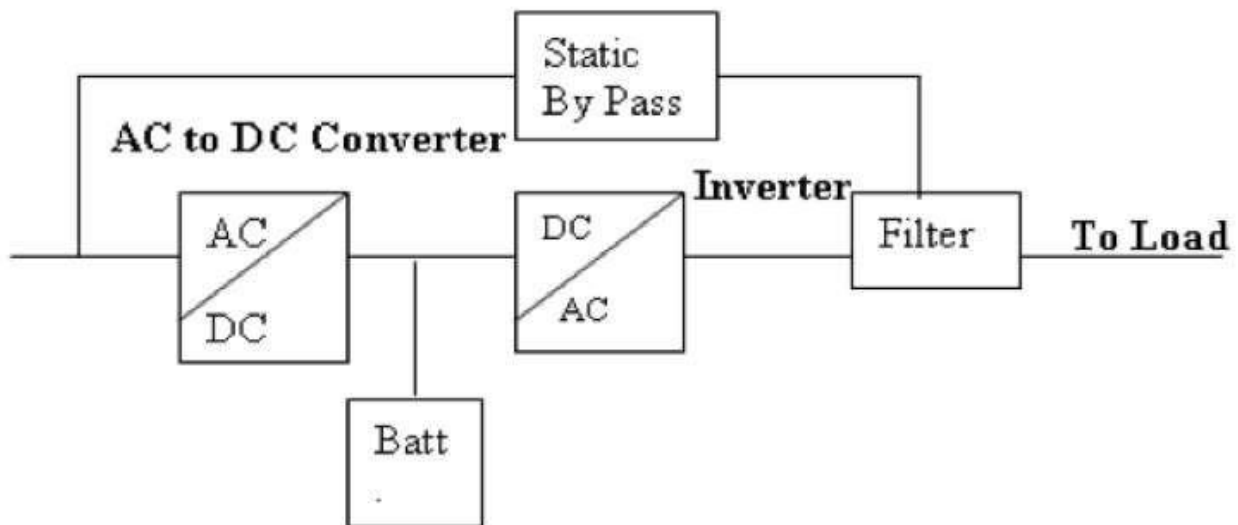 Static
By Pass
AC to DC Converter
Inverter
AC
DC
DC
AC
Filter
To Load
Batt
.